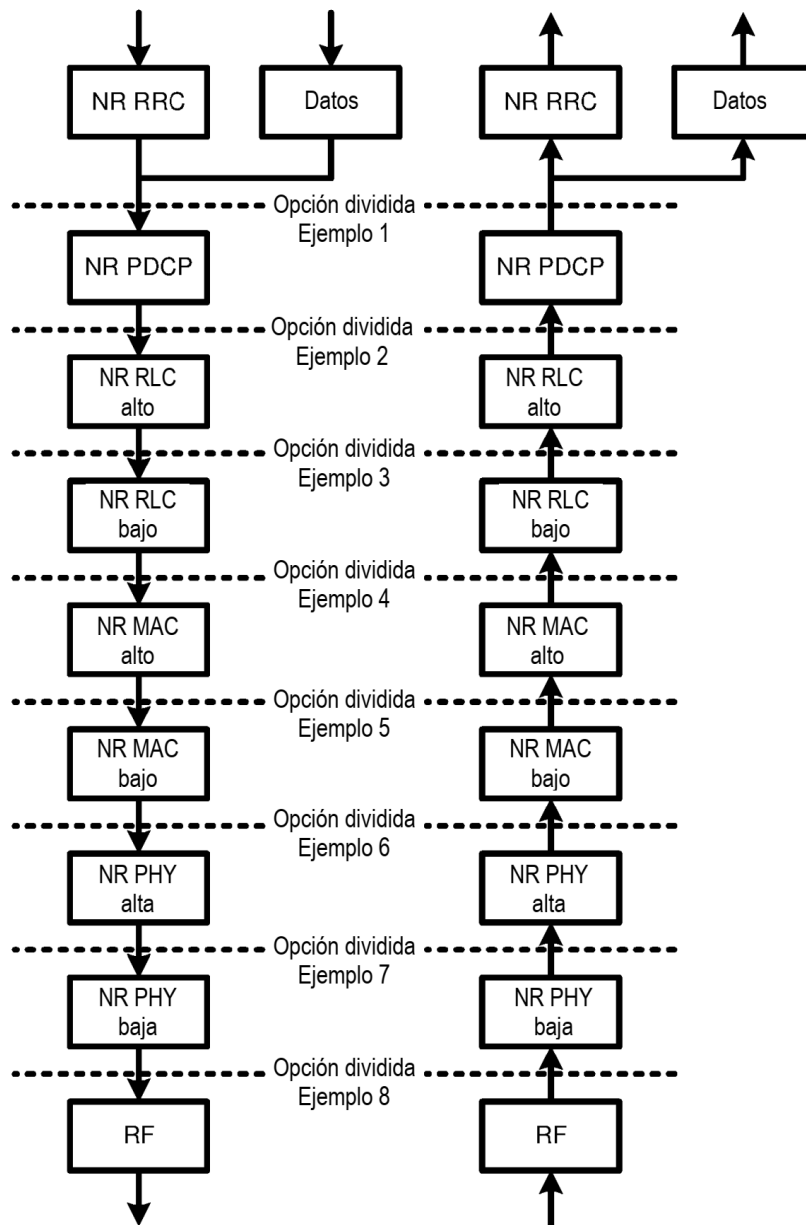 NR RRC
Datos
NR RRC
Datos
Opción dividida
Ejemplo 1
NR PDCP
NR PDCP
Opción dividida
Ejemplo 2
NR RLC
alto
NR RLC
alto
Opción dividida
Ejemplo 3
NR RLC
bajo
NR RLC
bajo
Opción dividida
Ejemplo 4
NR MAC
alto
NR MAC
alto
Opción dividida
Ejemplo 5
NR MAC
bajo
NR MAC
bajo
Opción dividida
Ejemplo 6
NR PHY
alta
NR PHY
alta
Opción dividida
Ejemplo 7
NR PHY
baja
NR PHY
baja
Opción dividida
Ejemplo 8
RF
RF